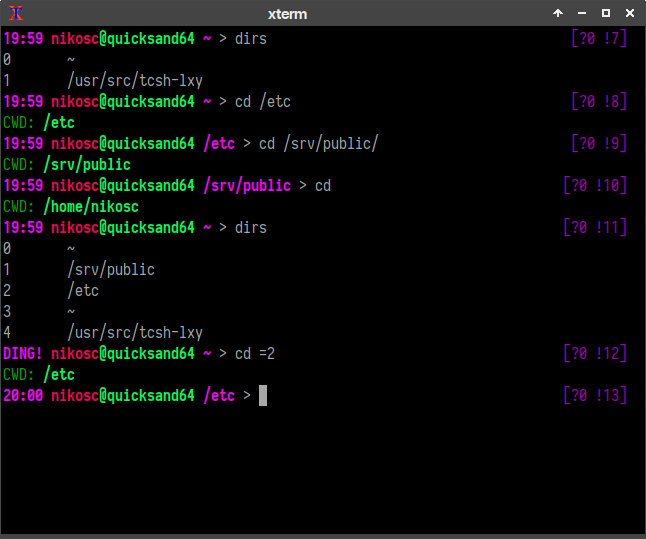 xterm
19:59 nikosc@quicksand64 ~ > dirs [?0 !7]
0 ~
1 /usr/src/tcsh-lxy
19:59 nikosc@quicksand64 ~ > cd /etc [?0 !8]
CWD: /etc
19:59 nikosc@quicksand64 /etc > cd /srv/public/ [?0 !9]
CWD: /srv/public
19:59 nikosc@quicksand64 /srv/public > cd [?0 !10]
CWD: /home/nikosc
19:59 nikosc@quicksand64 ~ > dirs [?0 !11]
0 ~
1 /srv/public
2 /etc
3 ~
4 /usr/src/tcsh-lxy
DING! nikosc@quicksand64 ~ > cd =2 [?0 !12]
CWD: /etc
20:00 nikosc@quicksand64 /etc > [?0 !13]